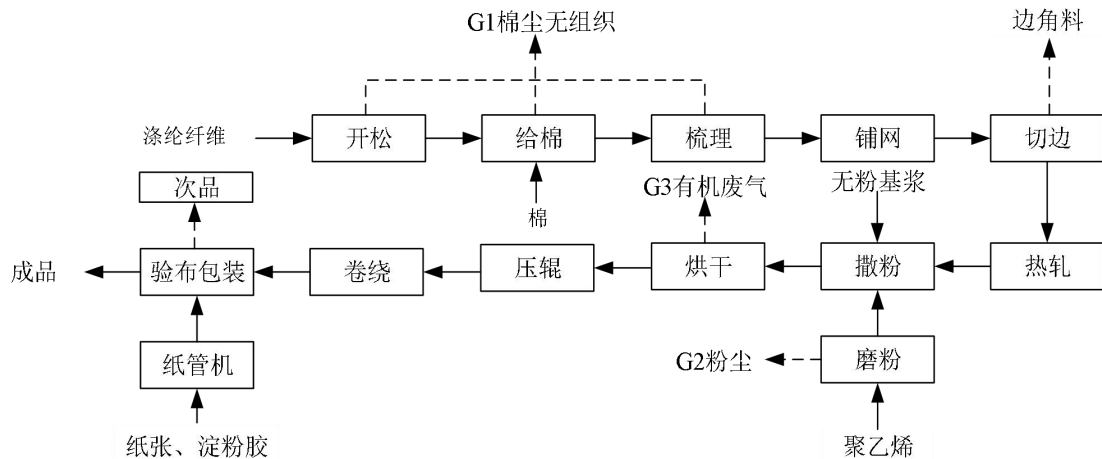 G1棉尘无组织
边角料
涤纶纤维
开松
给棉
梳理
铺网
切边
次品
棉
G3有机废气
无粉基浆
成品
验布包装
卷绕
压辊
烘干
撒粉
热轧
纸管机
G2粉尘
磨粉
纸张、淀粉胶
聚乙烯